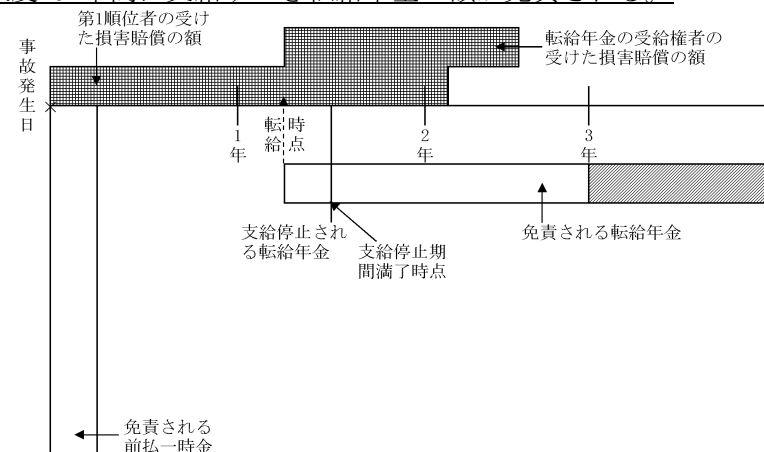 第1順位者の受け
た損害賠償の額
転給年金の受給権者の
受けた損害賠償の額
事故発生日
転給
時点
1年
2年
3年
支給停止され
る転給年金
支給停止期
間満了時点
免責される転給年金
免責される
前払一時金